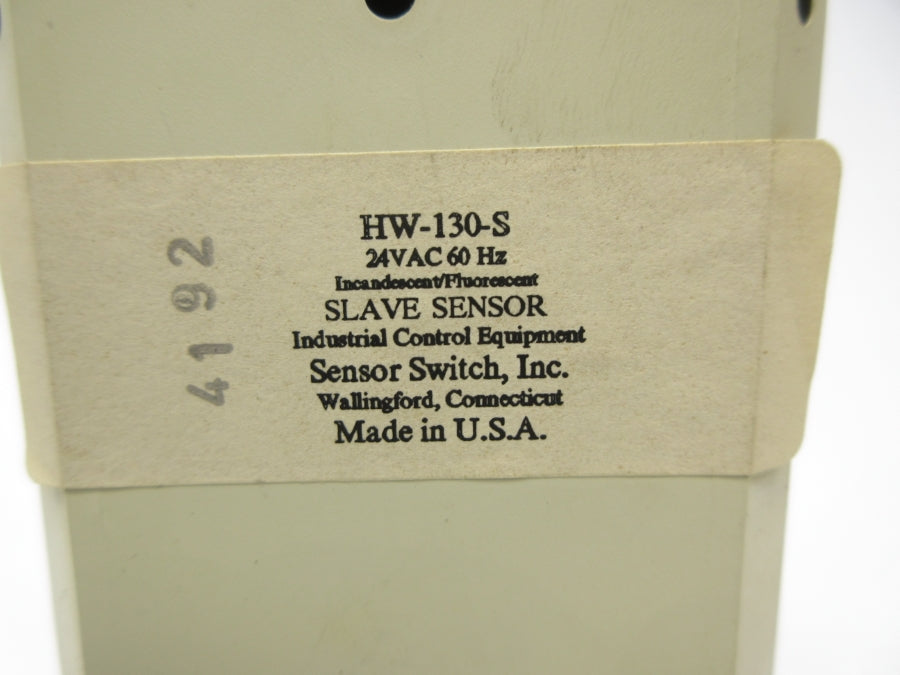 HW-130-S
24VAC 60 Hz
Incandescent/Fluorescent
SLAVE SENSOR
Industrial Control Equipment
Sensor Switch, Inc.
Wallingford, Connecticut
Made in U.S.A.
4192